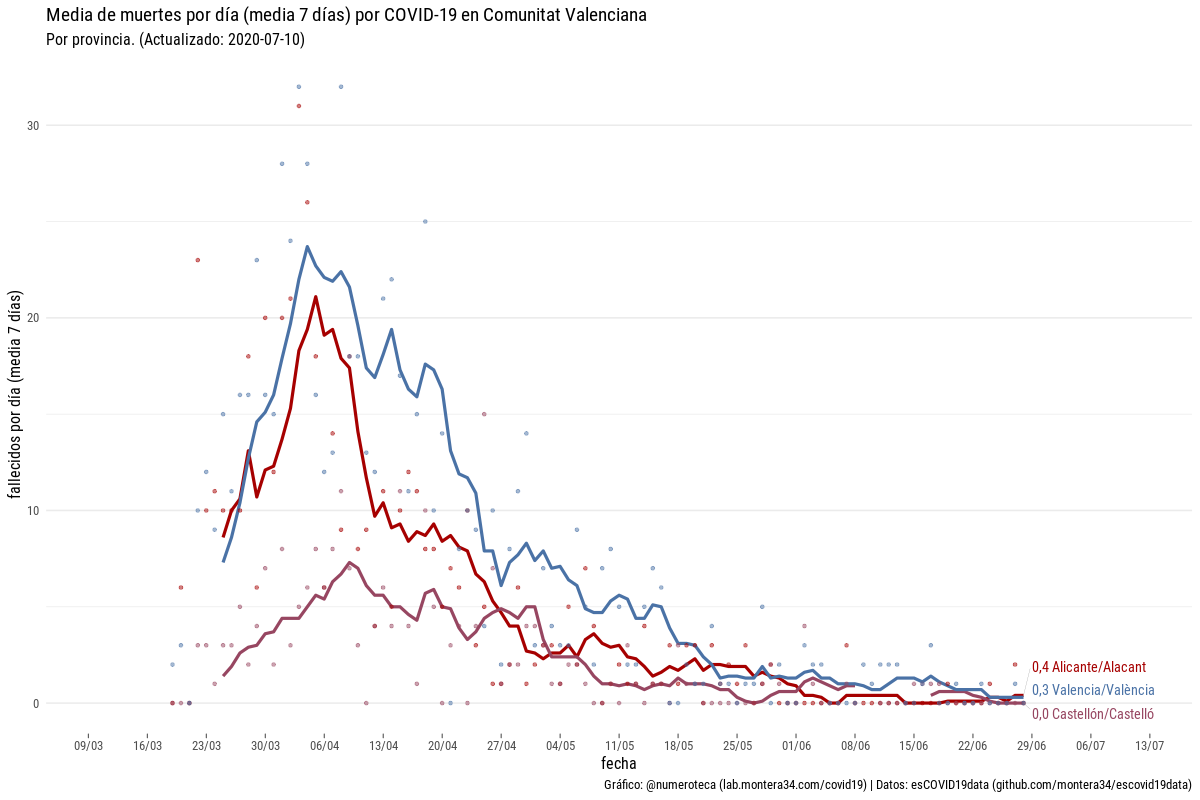 Media de muertes por día (media 7 días) por COVID-19 en Comunitat Valenciana
Por provincia. (Actualizado: 2020-07-10)
fallecidos por día (media 7 días)
30
20
10
0
0,4 Alicante/Alacant
0,3 Valencia/València
0,0 Castellón/Castelló
09/03 16/03 23/03 30/03 06/04 13/04 20/04 27/04 04/05 11/05 18/05 25/05 01/06 08/06 15/06 22/06 29/06 06/07 13/07
fecha
Gráfico: @numeroteca (lab.montera34.com/covid19) | Datos: esCOVID19data (github.com/montera34/escovid19data)